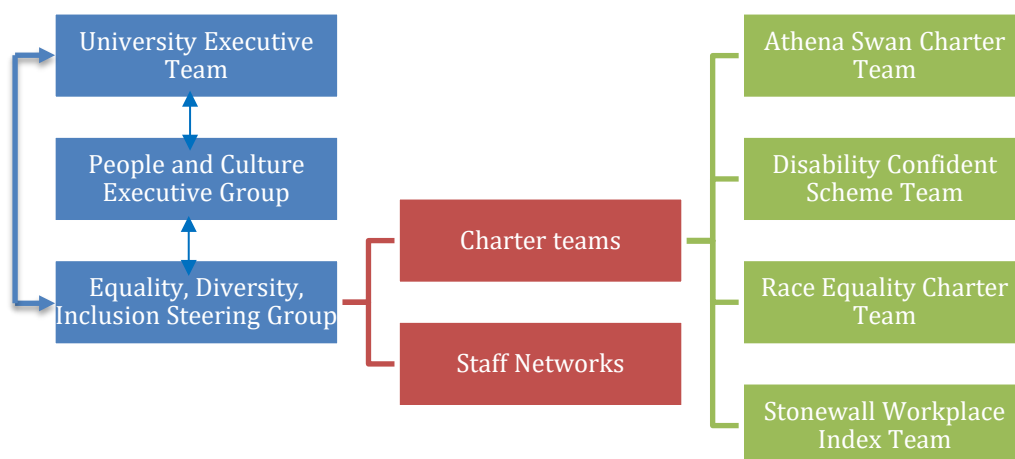 University Executive
Team
People and Culture
Executive Group
Equality, Diversity,
Inclusion Steering Group
Charter teams
Staff Networks
Athena Swan Charter
Team
Disability Confident
Scheme Team
Race Equality Charter
Team
Stonewall Workplace
Index Team